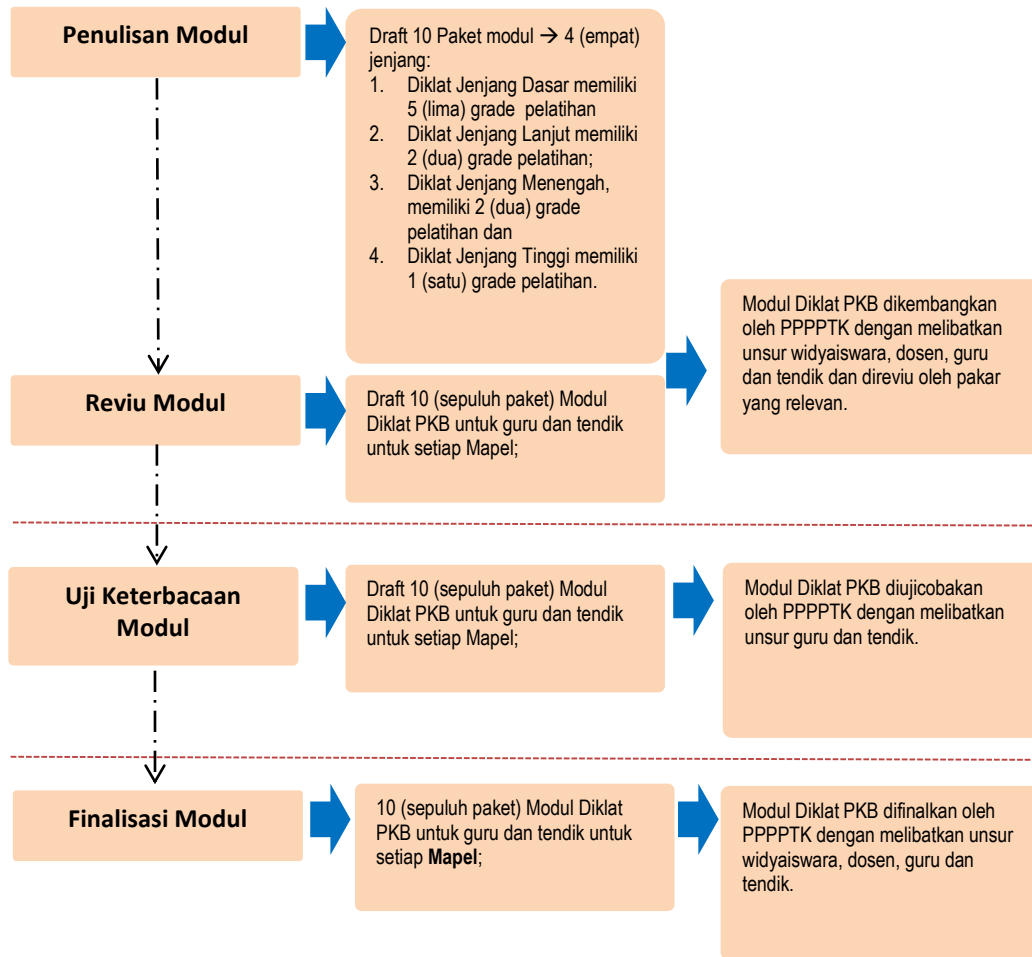 Penulisan Modul
Draft 10 Paket modul → 4 (empat)
jenjang:
1. Diklat Jenjang Dasar memiliki
5 (lima) grade pelatihan
2. Diklat Jenjang Lanjut memiliki
2 (dua) grade pelatihan;
3. Diklat Jenjang Menengah,
memiliki 2 (dua) grade
pelatihan dan
4. Diklat Jenjang Tinggi memiliki
1 (satu) grade pelatihan.
Modul Diklat PKB dikembangkan
oleh PPPPTK dengan melibatkan
unsur widyaiswara, dosen, guru
dan tendik dan direviu oleh pakar
yang relevan.
Reviu Modul
Draft 10 (sepuluh paket) Modul
Diklat PKB untuk guru dan tendik
untuk setiap Mapel;
Uji Keterbacaan
Modul
Draft 10 (sepuluh paket) Modul
Diklat PKB untuk guru dan tendik
untuk setiap Mapel;
Modul Diklat PKB diujicobakan
oleh PPPPTK dengan melibatkan
unsur guru dan tendik.
Finalisasi Modul
10 (sepuluh paket) Modul Diklat
PKB untuk guru dan tendik untuk
setiap Mapel;
Modul Diklat PKB difinalkan oleh
PPPPTK dengan melibatkan unsur
widyaiswara, dosen, guru dan
tendik.